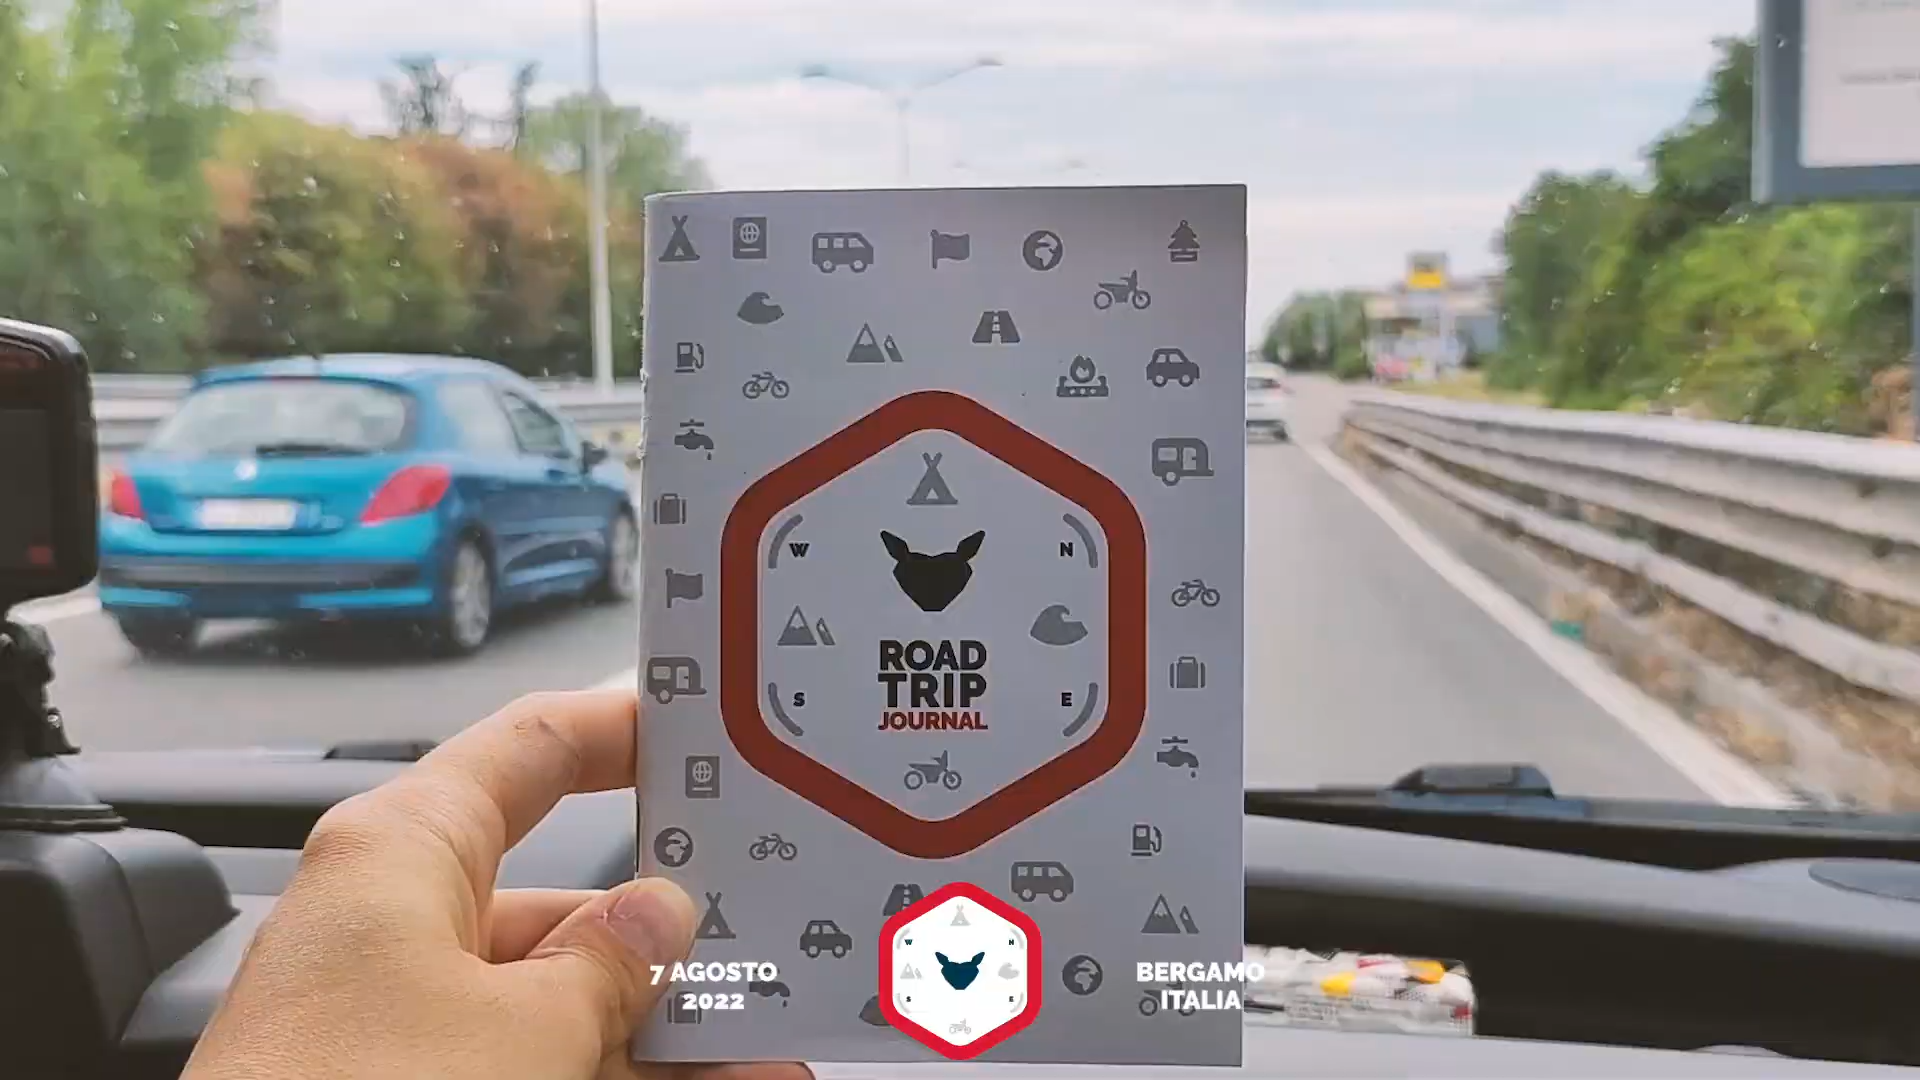 W
N
ROAD
TRIP
JOURNAL
S
E
7 AGOSTO
2022
W
N
S
E
BERGAMO
ITALIA